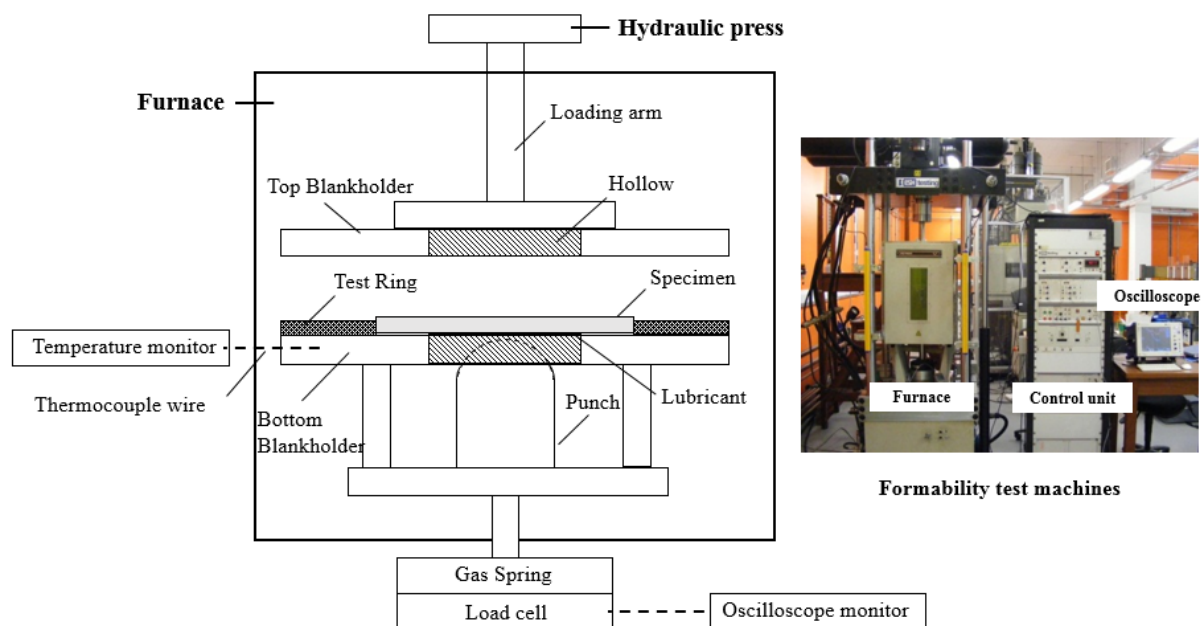 Hydraulic press
Furnace
Loading arm
Top Blankholder
Hollow
Test Ring
Specimen
Temperature monitor
Thermocouple wire
Bottom
Blankholder
Punch
Lubricant
Gas Spring
Load cell
Oscilloscope monitor
Oscilloscope
Furnace
Control unit
Formability test machines